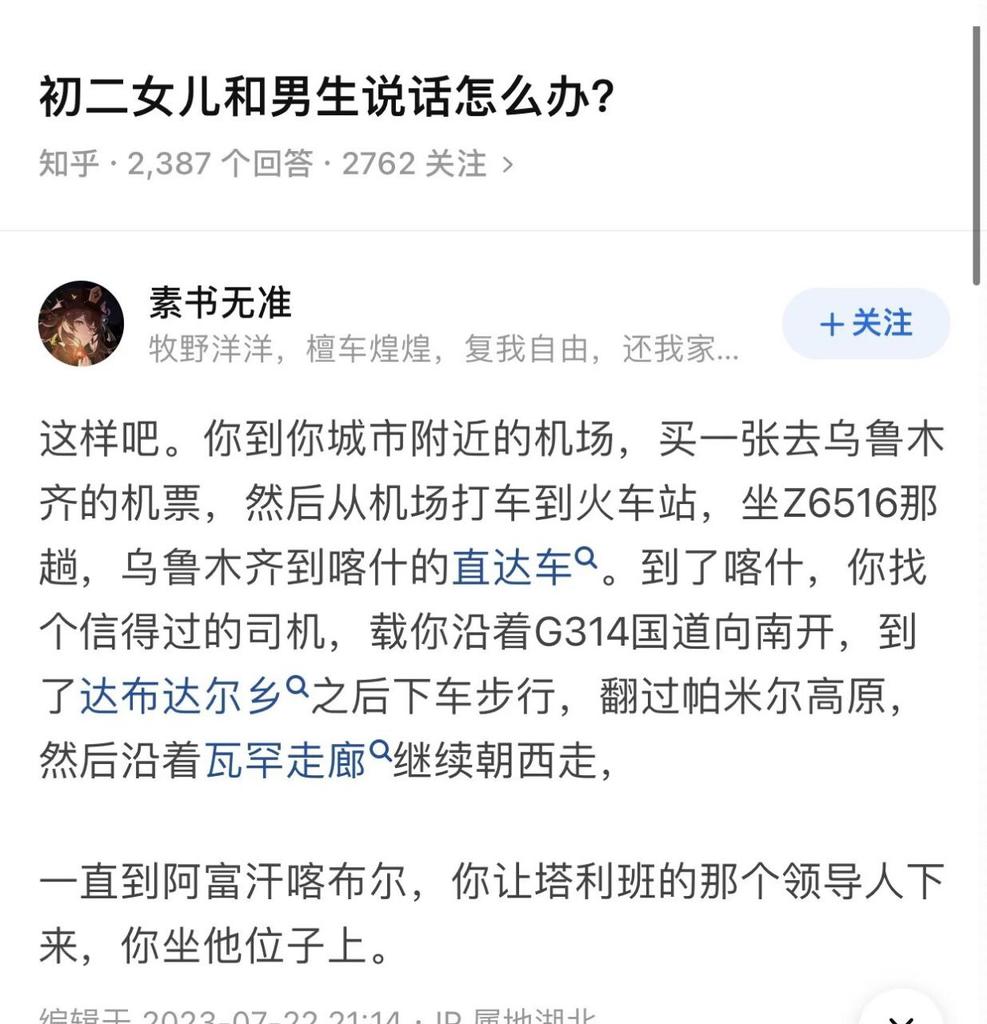 初二女儿和男生说话怎么办?
知乎 · 2,387 个回答 · 2762 关注 >
素书无准
牧野洋洋，檀车煌煌，复我自由，还我家...
+关注
这样吧。你到你城市附近的机场，买一张去乌鲁木
齐的机票，然后从机场打车到火车站，坐Z6516那
趟，乌鲁木齐到喀什的直达车。到了喀什，你找
个信得过的司机，载你沿着G314国道向南开，到
了达布达尔乡之后下车步行，翻过帕米尔高原，
然后沿着瓦罕走廊继续朝西走，
一直到阿富汗喀布尔，你让塔利班的那个领导人下
来，你坐他位子上。
编辑于 2023-07-22 21:14 · IP 属地湖北